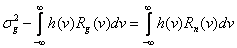 σ_g^2 - ∫_{-∞}^{∞} h(v)R_g(v)dv = ∫_{-∞}^{∞} h(v)R_n(v)dv